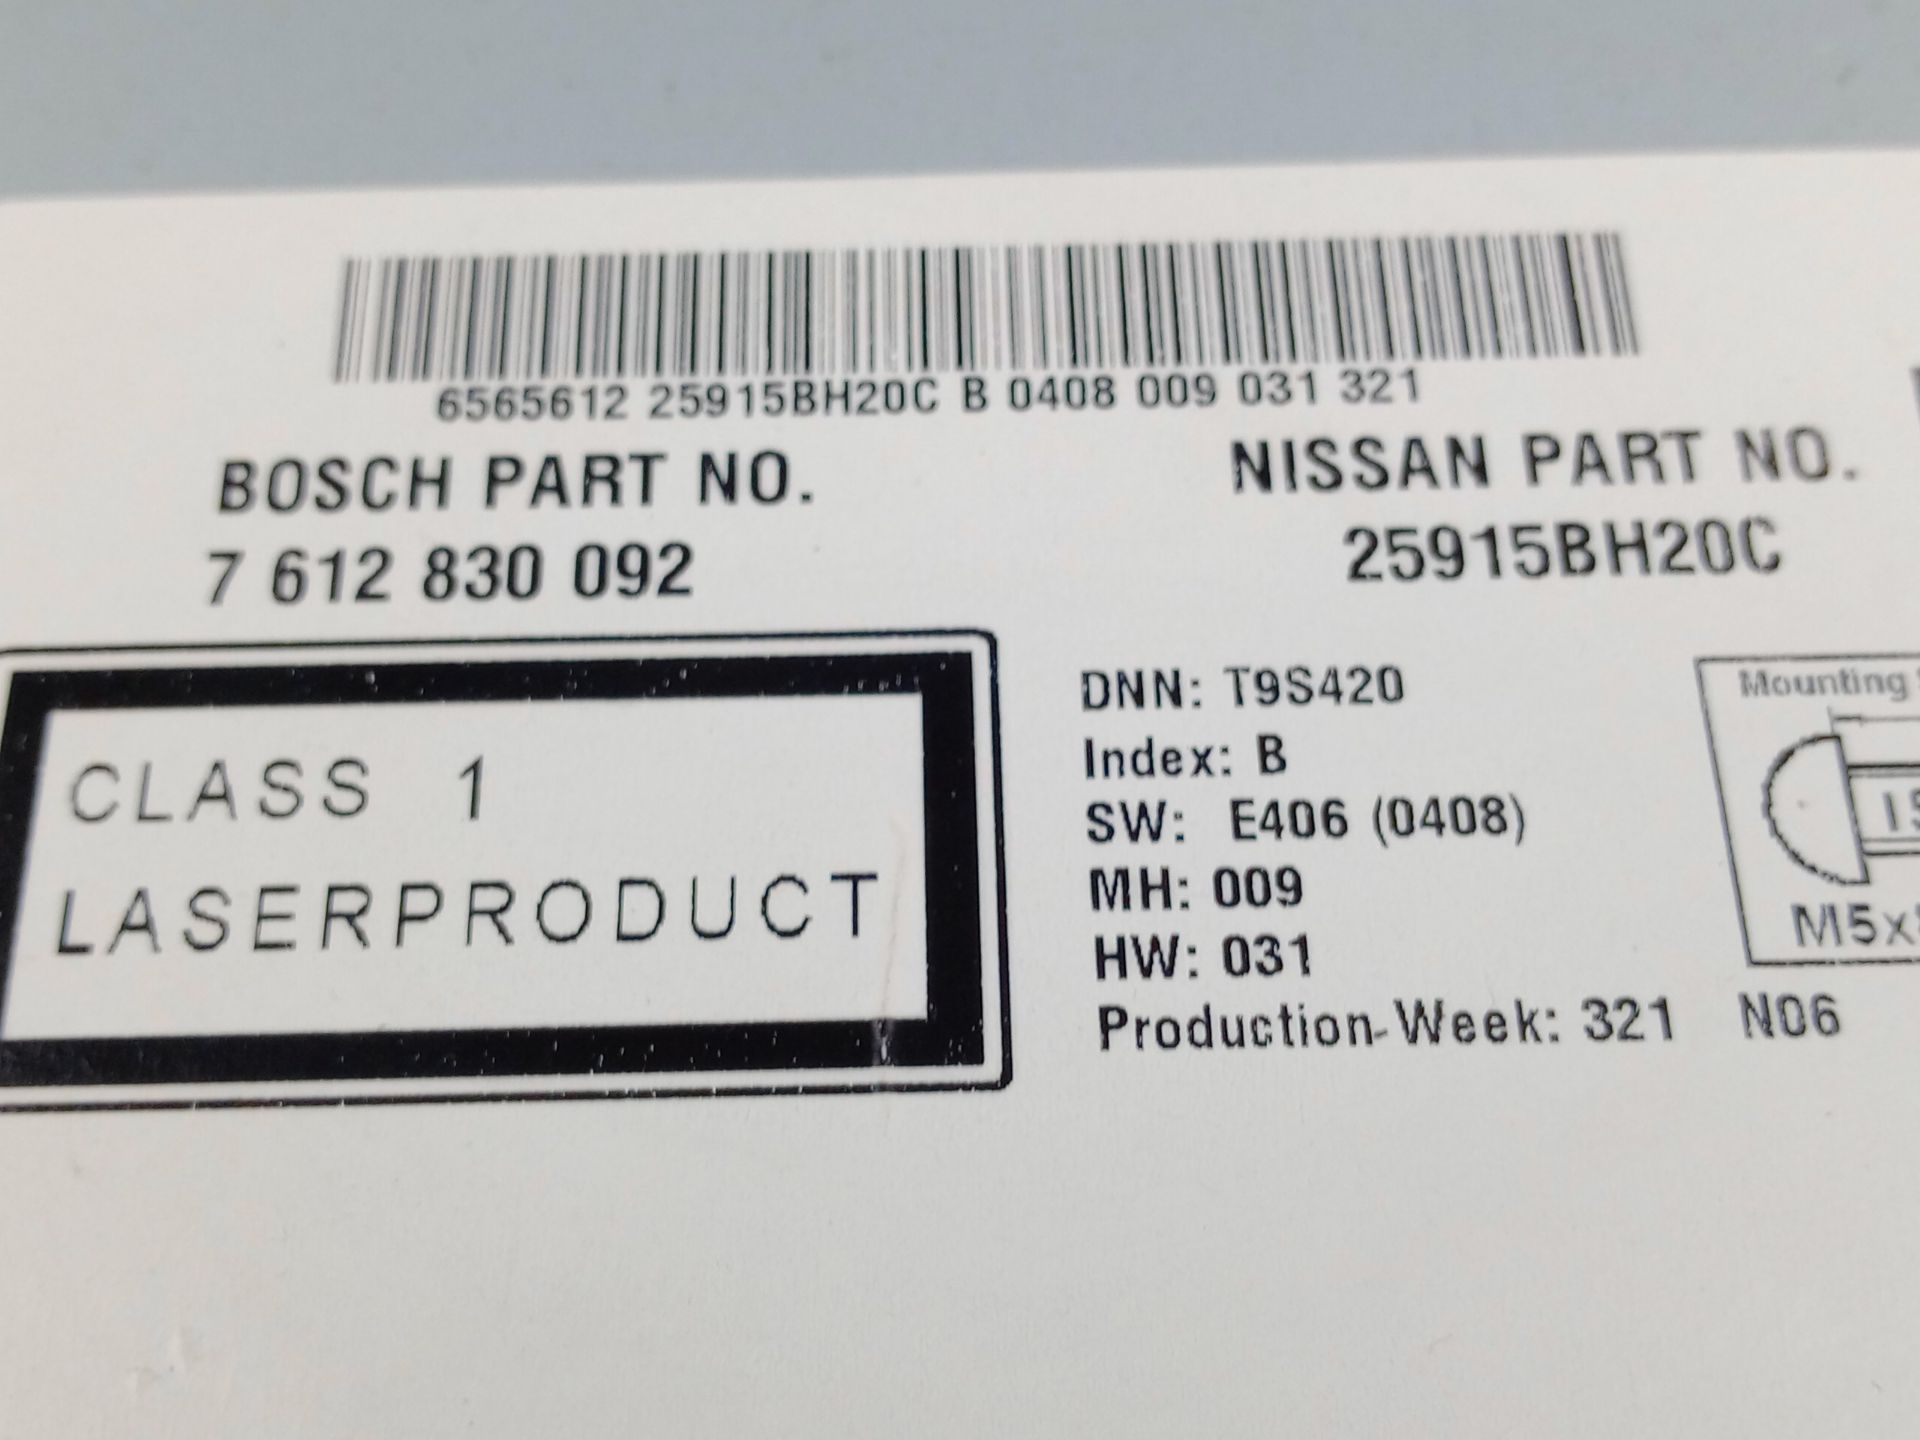 6565612 25915BH20C B 0408 009 031 321
BOSCH PART NO.
7 612 830 092
NISSAN PART NO.
25915BH20C
CLASS 1
LASERPRODUCT
DNN: T9S420
Index: B
SW: E406 (0408)
MH: 009
HW: 031
Production-Week: 321 N06
Mounting